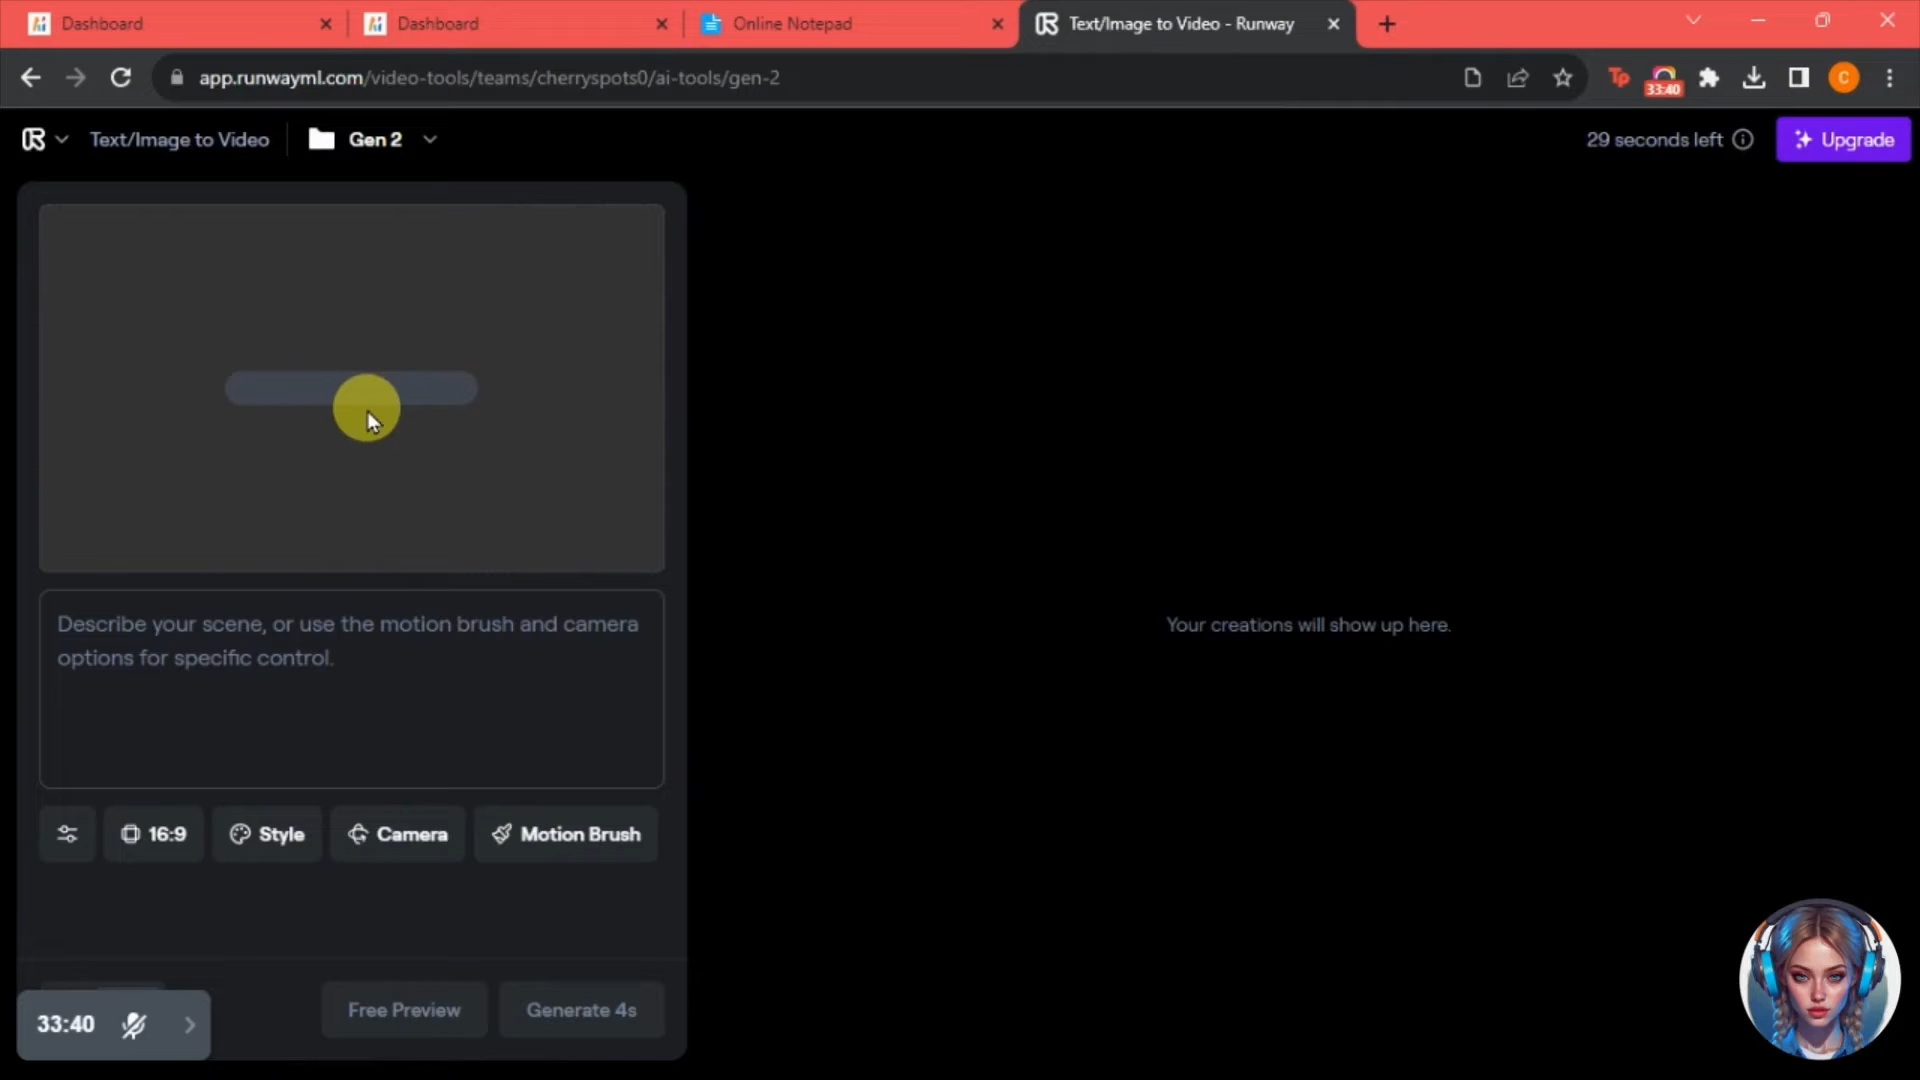 Dashboard
Dashboard
Online Notepad
Text/Image to Video - Runway
app.runwayml.com/video-tools/teams/cherryspots0/ai-tools/gen-2
Tp
33:40
C
Text/Image to Video
Gen 2
29 seconds left
Upgrade
Describe your scene, or use the motion brush and camera
options for specific control.
Your creations will show up here.
16:9
Style
Camera
Motion Brush
33:40
Free Preview
Generate 4s